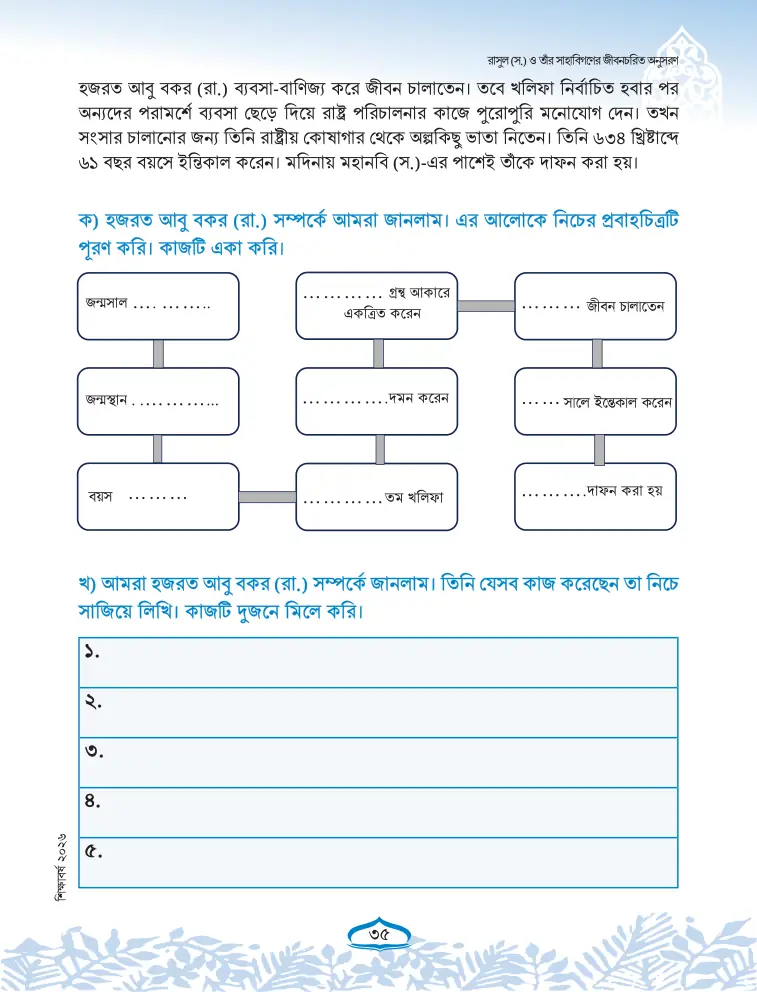 রাসুল (স.) ও তাঁর সাহাবিগণের জীবনচরিত অনুসরণ
হজরত আবু বকর (রা.) ব্যবসা-বাণিজ্য করে জীবন চালাতেন। তবে খলিফা নির্বাচিত হবার পর
অন্যদের পরামর্শে ব্যবসা ছেড়ে দিয়ে রাষ্ট্র পরিচালনার কাজে পুরোপুরি মনোযোগ দেন। তখন
সংসার চালানোর জন্য তিনি রাষ্ট্রীয় কোষাগার থেকে অল্পকিছু ভাতা নিতেন। তিনি ৬৩৪ খ্রিষ্টাব্দে
৬১ বছর বয়সে ইন্তিকাল করেন। মদিনায় মহানবি (স.)-এর পাশেই তাঁকে দাফন করা হয়।
ক) হজরত আবু বকর (রা.) সম্পর্কে আমরা জানলাম। এর আলোকে নিচের প্রবাহচিত্রটি
পূরণ করি। কাজটি একা করি।
জন্মসাল .... ........
জন্মস্থান . .............
বয়স .........
............ গ্রন্থ আকারে
একত্রিত করেন
.............দমন করেন
............তম খলিফা
......... জীবন চালাতেন
...... সালে ইন্তেকাল করেন
..........দাফন করা হয়
খ) আমরা হজরত আবু বকর (রা.) সম্পর্কে জানলাম। তিনি যেসব কাজ করেছেন তা নিচে
সাজিয়ে লিখি। কাজটি দুজনে মিলে করি।
১.
২.
৩.
৪.
৫.
শিক্ষাবর্ষ ২০২৬
৩৫